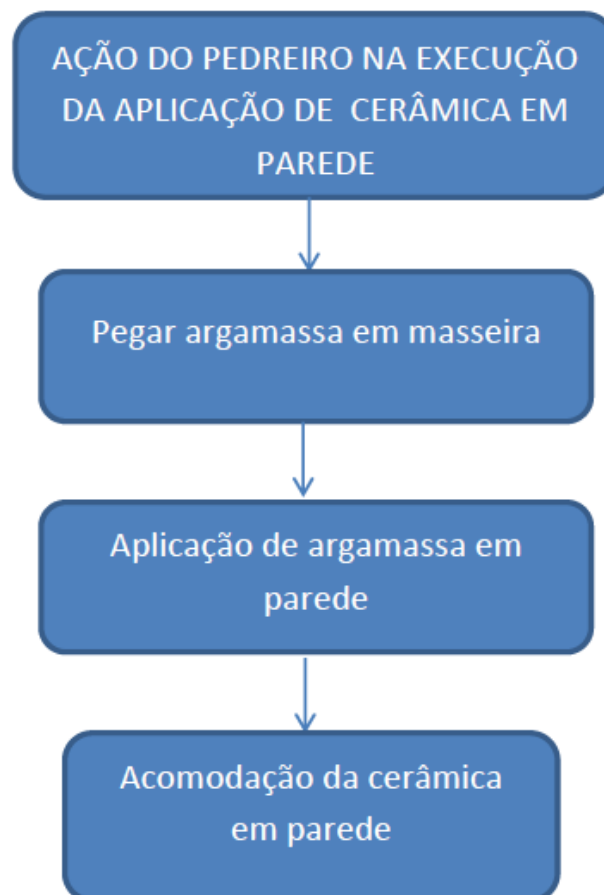 AÇÃO DO PEDREIRO NA EXECUÇÃO
DA APLICAÇÃO DE CERÂMICA EM
PAREDE
Pegar argamassa em masseira
Aplicação de argamassa em
parede
Acomodação da cerâmica
em parede